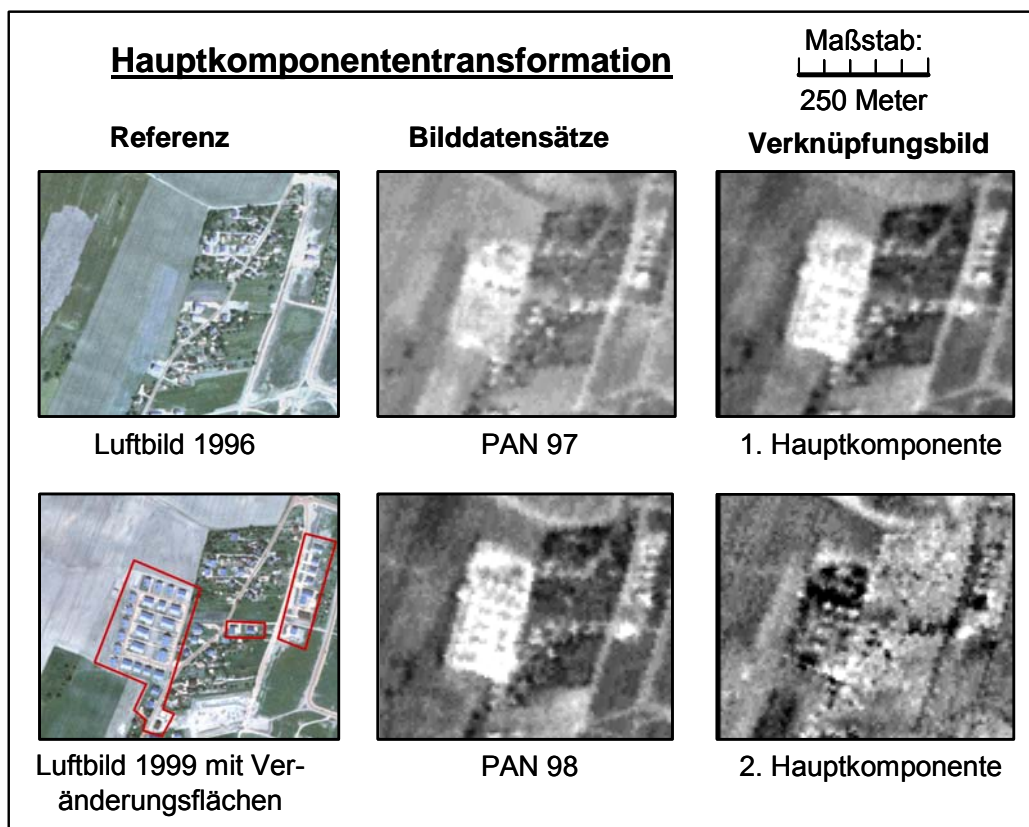 Hauptkomponententransformation
Maßstab:
250 Meter
Referenz
Bilddatensätze
Verknüpfungsbild
Luftbild 1996
PAN 97
1. Hauptkomponente
Luftbild 1999 mit Ver-
änderungsflächen
PAN 98
2. Hauptkomponente